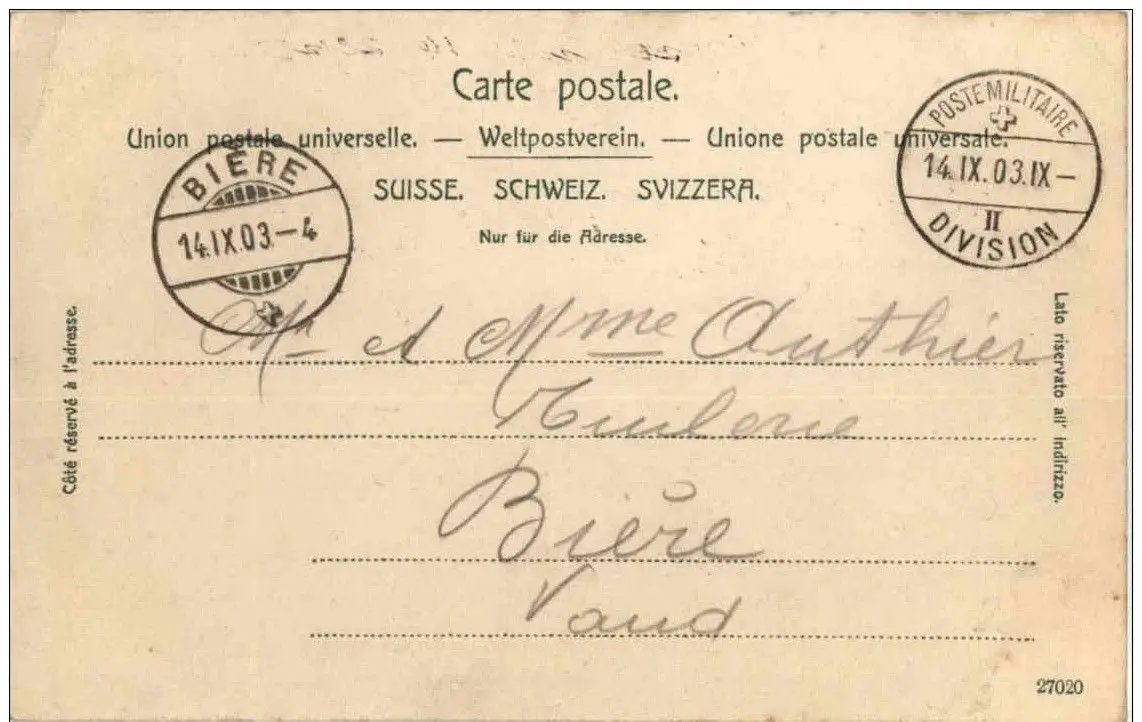 Carte postale.
Union postale universelle. — Weltpostverein. — Unione postale universale.
SUISSE. SCHWEIZ. SVIZZERA.
Nur für die Adresse.
BIÈRE
14.IX.03.–4
POSTE MILITAIRE
14.IX.03.IX–
II
DIVISION
Côté réservé à l'adresse.
Lato riservato all' indirizzo.
Mr et Mme Authier
Bière
Vaud
27020